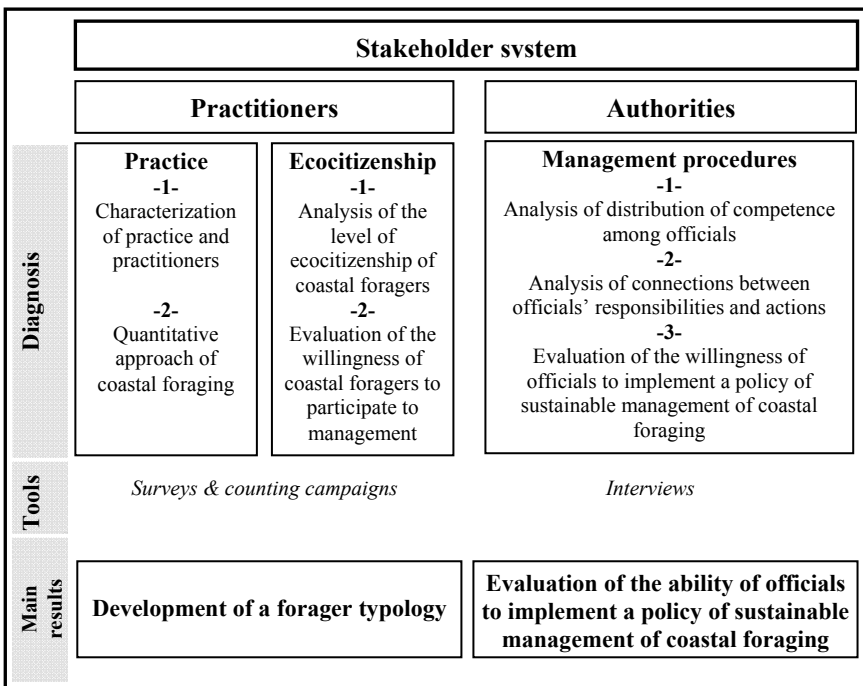 Stakeholder system
Practitioners
Authorities
Diagnosis
Practice
-1-
Characterization
of practice and
practitioners
-2-
Quantitative
approach of
coastal foraging
Ecocitizenship
-1-
Analysis of the
level of
ecocitizenship of
coastal foragers
-2-
Evaluation of the
willingness of
coastal foragers to
participate to
management
Management procedures
-1-
Analysis of distribution of competence
among officials
-2-
Analysis of connections between
officials’ responsibilities and actions
-3-
Evaluation of the willingness of
officials to implement a policy of
sustainable management of coastal
foraging
Tools
Surveys & counting campaigns
Interviews
Main
results
Development of a forager typology
Evaluation of the ability of officials
to implement a policy of sustainable
management of coastal foraging